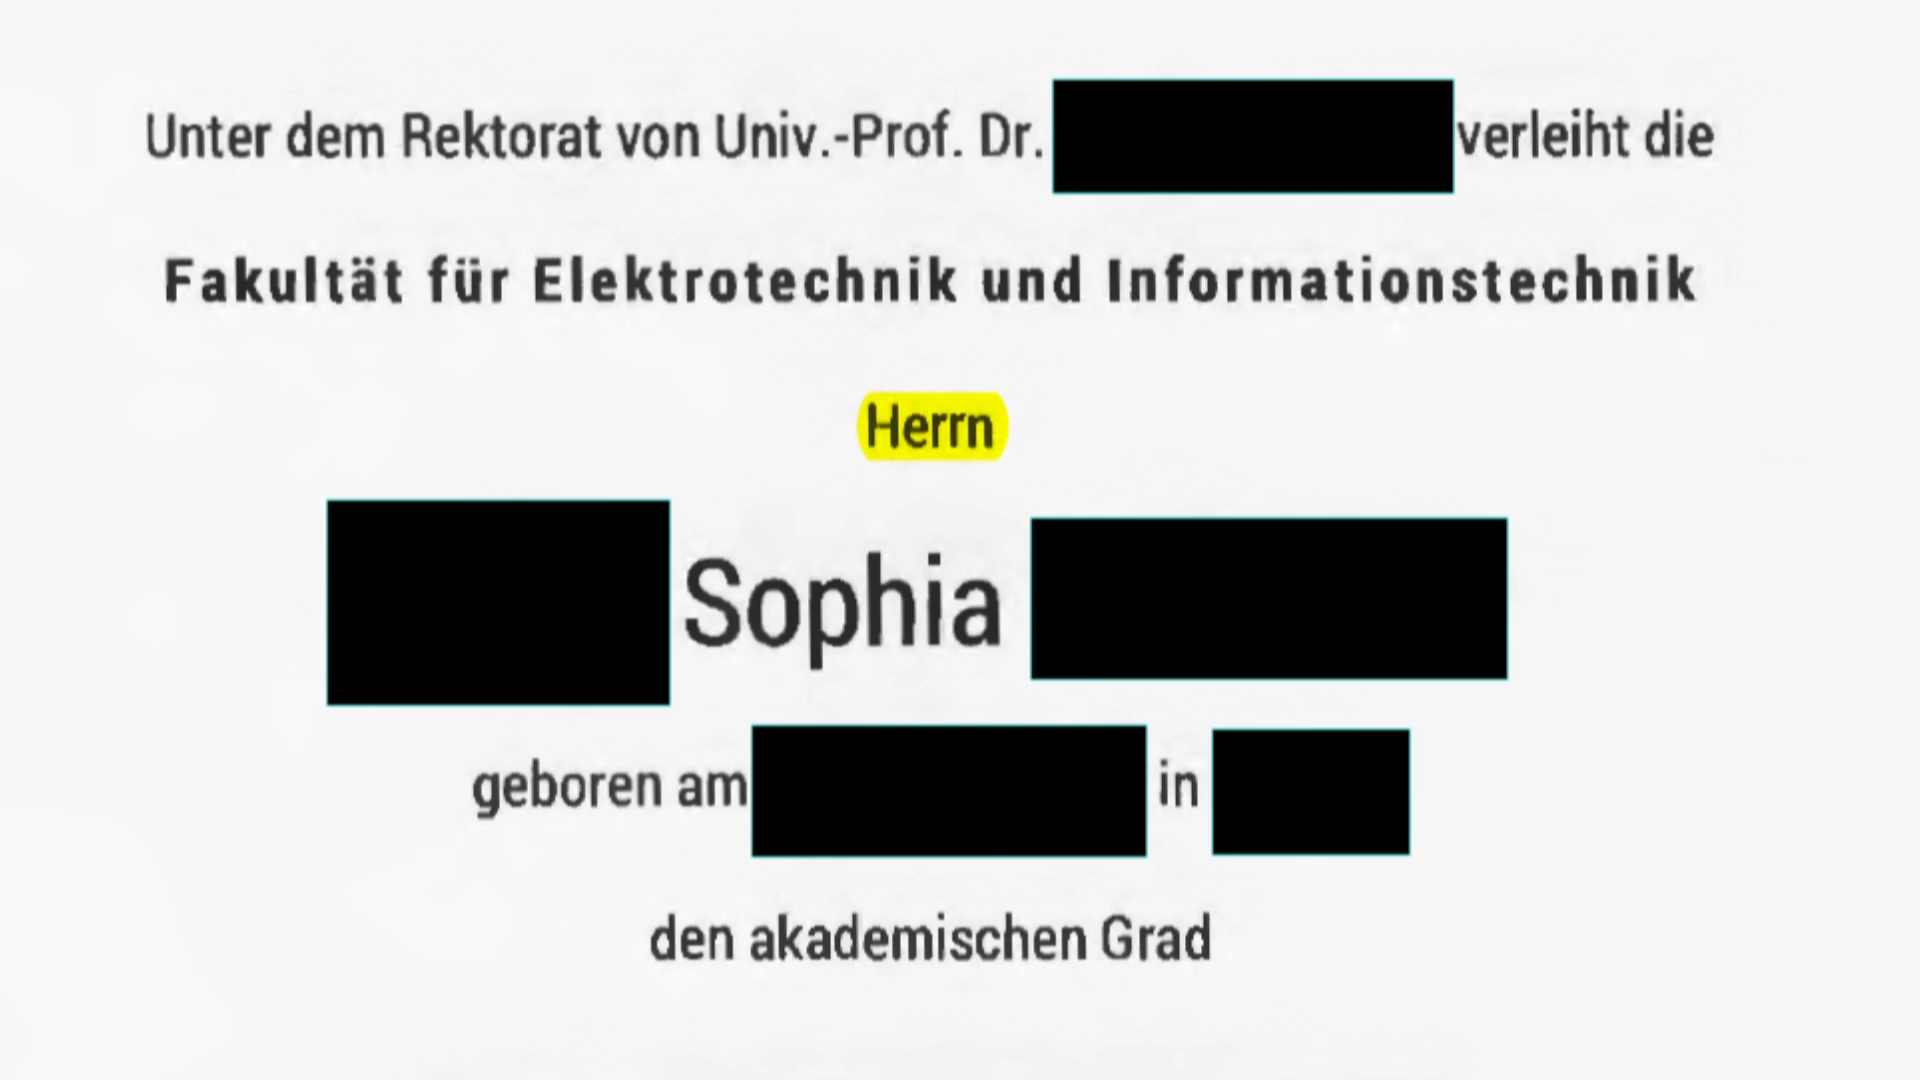 Unter dem Rektorat von Univ.-Prof. Dr. verleiht die
Fakultät für Elektrotechnik und Informationstechnik
Herrn
Sophia
geboren am in
den akademischen Grad